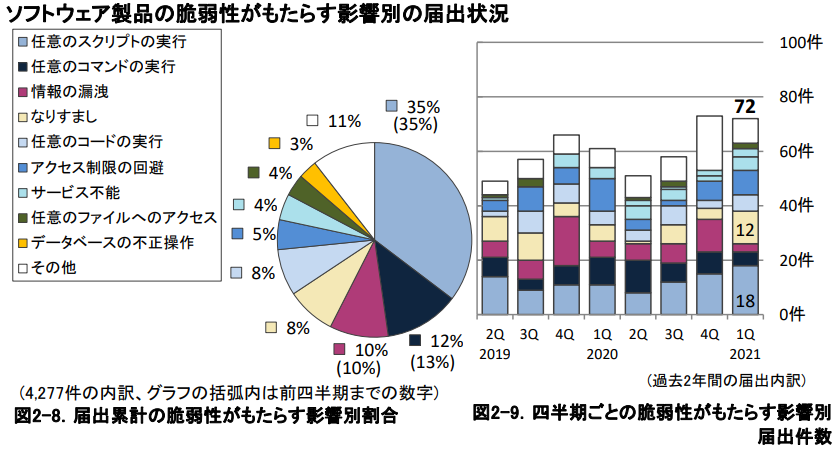 ソフトウェア製品の脆弱性がもたらす影響別の届出状況
任意のスクリプトの実行
任意のコマンドの実行
情報の漏洩
なりすまし
任意のコードの実行
アクセス制限の回避
サービス不能
任意のファイルへのアクセス
データベースの不正操作
その他
35%
(35%)
12%
(13%)
10%
(10%)
8%
8%
5%
4%
4%
3%
11%
（4,277件の内訳、グラフの括弧内は前四半期までの数字）
図2-8．届出累計の脆弱性がもたらす影響別割合
100件
80件
60件
40件
20件
0件
72
12
18
2Q 3Q 4Q 1Q 2Q 3Q 4Q 1Q
2019 2020 2021
（過去2年間の届出内訳）
図2-9．四半期ごとの脆弱性がもたらす影響別
届出件数